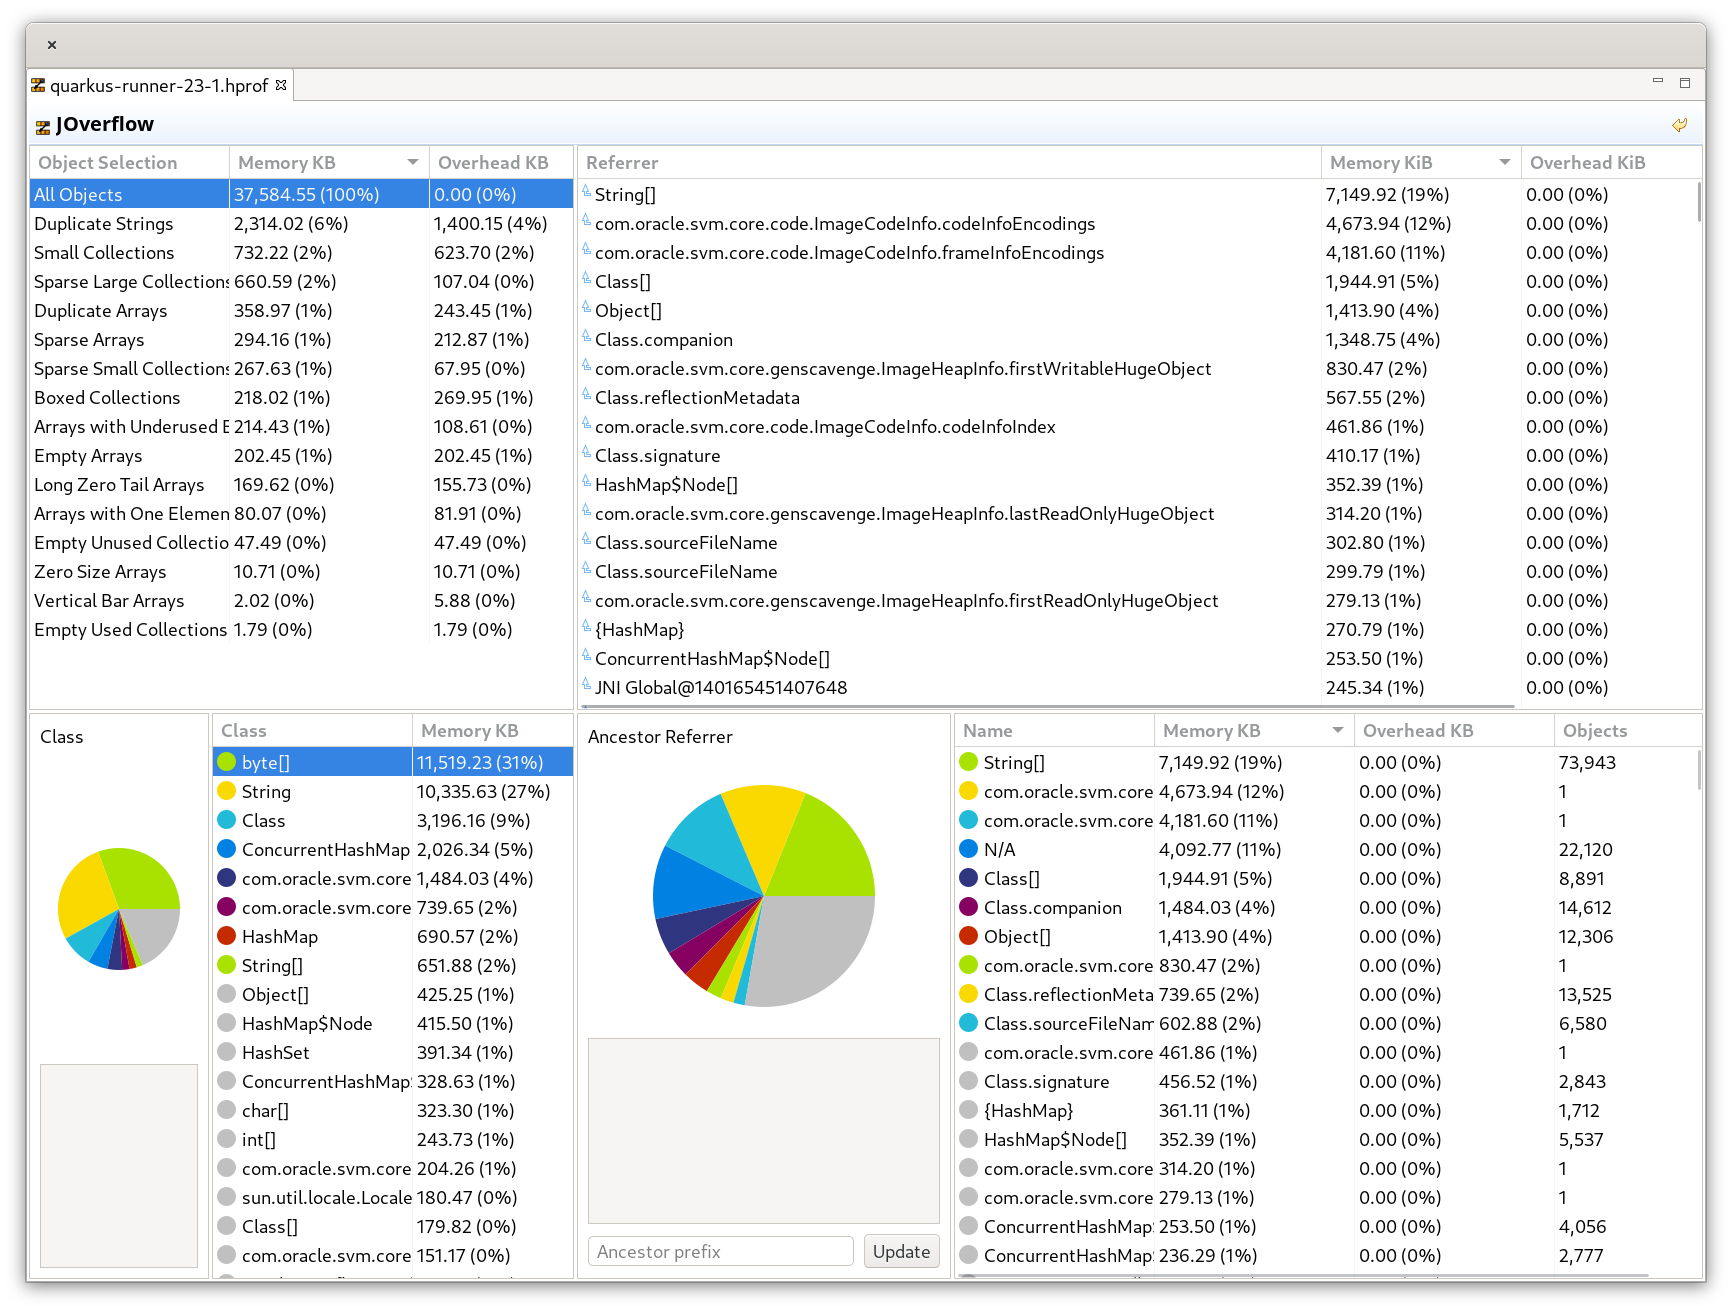 quarkus-runner-23-1.hprof
JOverflow
Object Selection Memory KB Overhead KB
All Objects 37,584.55 (100%) 0.00 (0%)
Duplicate Strings 2,314.02 (6%) 1,400.15 (4%)
Small Collections 732.22 (2%) 623.70 (2%)
Sparse Large Collections 660.59 (2%) 107.04 (0%)
Duplicate Arrays 358.97 (1%) 243.45 (1%)
Sparse Arrays 294.16 (1%) 212.87 (1%)
Sparse Small Collections 267.63 (1%) 67.95 (0%)
Boxed Collections 218.02 (1%) 269.95 (1%)
Arrays with Underused E 214.43 (1%) 108.61 (0%)
Empty Arrays 202.45 (1%) 202.45 (1%)
Long Zero Tail Arrays 169.62 (0%) 155.73 (0%)
Arrays with One Elemen 80.07 (0%) 81.91 (0%)
Empty Unused Collectio 47.49 (0%) 47.49 (0%)
Zero Size Arrays 10.71 (0%) 10.71 (0%)
Vertical Bar Arrays 2.02 (0%) 5.88 (0%)
Empty Used Collections 1.79 (0%) 1.79 (0%)
Referrer Memory KiB Overhead KiB
String[] 7,149.92 (19%) 0.00 (0%)
com.oracle.svm.core.code.ImageCodeInfo.codeInfoEncodings 4,673.94 (12%) 0.00 (0%)
com.oracle.svm.core.code.ImageCodeInfo.frameInfoEncodings 4,181.60 (11%) 0.00 (0%)
Class[] 1,944.91 (5%) 0.00 (0%)
Object[] 1,413.90 (4%) 0.00 (0%)
Class.companion 1,348.75 (4%) 0.00 (0%)
com.oracle.svm.core.genscavenge.ImageHeapInfo.firstWritableHugeObject 830.47 (2%) 0.00 (0%)
Class.reflectionMetadata 567.55 (2%) 0.00 (0%)
com.oracle.svm.core.code.ImageCodeInfo.codeInfoIndex 461.86 (1%) 0.00 (0%)
Class.signature 410.17 (1%) 0.00 (0%)
HashMap$Node[] 352.39 (1%) 0.00 (0%)
com.oracle.svm.core.genscavenge.ImageHeapInfo.lastReadOnlyHugeObject 314.20 (1%) 0.00 (0%)
Class.sourceFileName 302.80 (1%) 0.00 (0%)
Class.sourceFileName 299.79 (1%) 0.00 (0%)
com.oracle.svm.core.genscavenge.ImageHeapInfo.firstReadOnlyHugeObject 279.13 (1%) 0.00 (0%)
{HashMap} 270.79 (1%) 0.00 (0%)
ConcurrentHashMap$Node[] 253.50 (1%) 0.00 (0%)
JNI Global@140165451407648 245.34 (1%) 0.00 (0%)
Class
Class Memory KB
byte[] 11,519.23 (31%)
String 10,335.63 (27%)
Class 3,196.16 (9%)
ConcurrentHashMap 2,026.34 (5%)
com.oracle.svm.core 1,484.03 (4%)
com.oracle.svm.core 739.65 (2%)
HashMap 690.57 (2%)
String[] 651.88 (2%)
Object[] 425.25 (1%)
HashMap$Node 415.50 (1%)
HashSet 391.34 (1%)
ConcurrentHashMap 328.63 (1%)
char[] 323.30 (1%)
int[] 243.73 (1%)
com.oracle.svm.core 204.26 (1%)
sun.util.locale.Locale 180.47 (0%)
Class[] 179.82 (0%)
com.oracle.svm.core 151.17 (0%)
Ancestor Referrer
Ancestor prefix Update
Name Memory KB Overhead KB Objects
String[] 7,149.92 (19%) 0.00 (0%) 73,943
com.oracle.svm.core 4,673.94 (12%) 0.00 (0%) 1
com.oracle.svm.core 4,181.60 (11%) 0.00 (0%) 1
N/A 4,092.77 (11%) 0.00 (0%) 22,120
Class[] 1,944.91 (5%) 0.00 (0%) 8,891
Class.companion 1,484.03 (4%) 0.00 (0%) 14,612
Object[] 1,413.90 (4%) 0.00 (0%) 12,306
com.oracle.svm.core 830.47 (2%) 0.00 (0%) 1
Class.reflectionMeta 739.65 (2%) 0.00 (0%) 13,525
Class.sourceFileNam 602.88 (2%) 0.00 (0%) 6,580
com.oracle.svm.core 461.86 (1%) 0.00 (0%) 1
Class.signature 456.52 (1%) 0.00 (0%) 2,843
{HashMap} 361.11 (1%) 0.00 (0%) 1,712
HashMap$Node[] 352.39 (1%) 0.00 (0%) 5,537
com.oracle.svm.core 314.20 (1%) 0.00 (0%) 1
com.oracle.svm.core 279.13 (1%) 0.00 (0%) 1
ConcurrentHashMap 253.50 (1%) 0.00 (0%) 4,056
ConcurrentHashMap 236.29 (1%) 0.00 (0%) 2,777